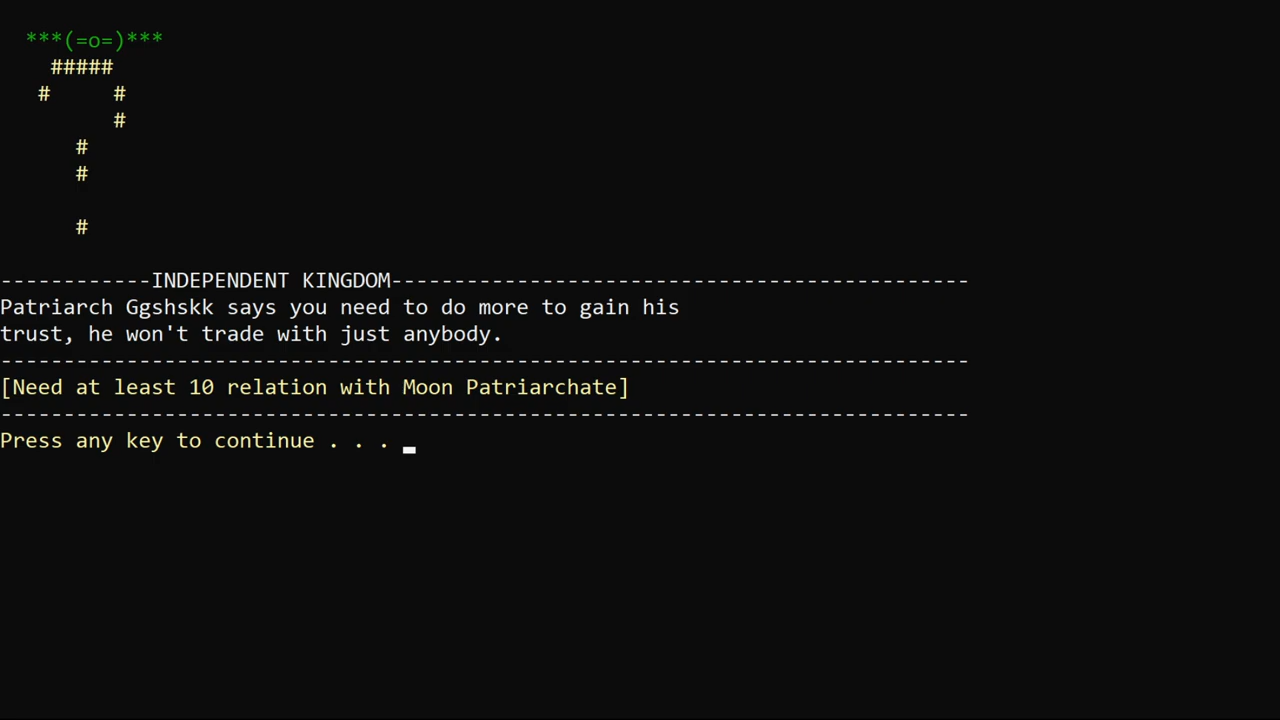 ***(=o=)***
#####
#     #
#
#
#
#
------------INDEPENDENT KINGDOM----------------------------------------------
Patriarch Ggshskk says you need to do more to gain his
trust, he won't trade with just anybody.
-----------------------------------------------------------------------------
[Need at least 10 relation with Moon Patriarchate]
-----------------------------------------------------------------------------
Press any key to continue . . .